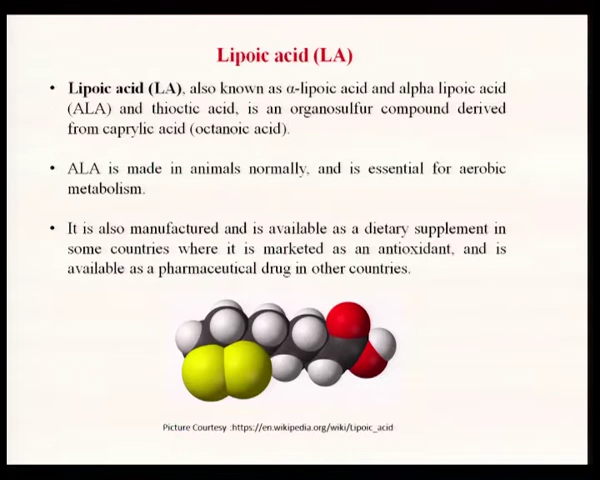 Lipoic acid (LA)
• Lipoic acid (LA), also known as α-lipoic acid and alpha lipoic acid
(ALA) and thioctic acid, is an organosulfur compound derived
from caprylic acid (octanoic acid).
• ALA is made in animals normally, and is essential for aerobic
metabolism.
• It is also manufactured and is available as a dietary supplement in
some countries where it is marketed as an antioxidant, and is
available as a pharmaceutical drug in other countries.
Picture Courtesy :https://en.wikipedia.org/wiki/Lipoic_acid